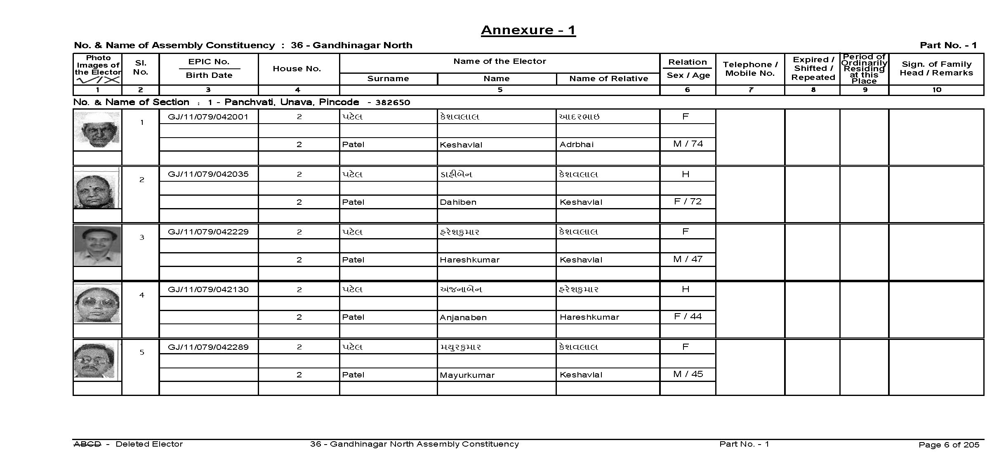 Annexure - 1
No. & Name of Assembly Constituency : 36 - Gandhinagar North Part No. - 1
Photo Images of the Elector Sl. No. EPIC No. Birth Date House No. Name of the Elector Surname Name Name of Relative Relation Sex / Age Telephone / Mobile No. Expired / Shifted / Repeated Period of Ordinarily Residing at this Place Sign. of Family Head / Remarks
1 2 3 4 5 6 7 8 9 10
No. & Name of Section : 1 - Panchvati, Unava, Pincode - 382650
1 GJ/11/079/042001 2 પટેલ કેશવલાલ આદરભાઇ F
2 Patel Keshavlal Adrbhai M / 74
2 GJ/11/079/042035 2 પટેલ ડાહીબેન કેશવલાલ H
2 Patel Dahiben Keshavlal F / 72
3 GJ/11/079/042229 2 પટેલ હરેશકુમાર કેશવલાલ F
2 Patel Hareshkumar Keshavlal M / 47
4 GJ/11/079/042130 2 પટેલ અંજનાબેન હરેશકુમાર H
2 Patel Anjanaben Hareshkumar F / 44
5 GJ/11/079/042289 2 પટેલ મયુરકુમાર કેશવલાલ F
2 Patel Mayurkumar Keshavlal M / 45
ABCD - Deleted Elector 36 - Gandhinagar North Assembly Constituency Part No. - 1 Page 6 of 205